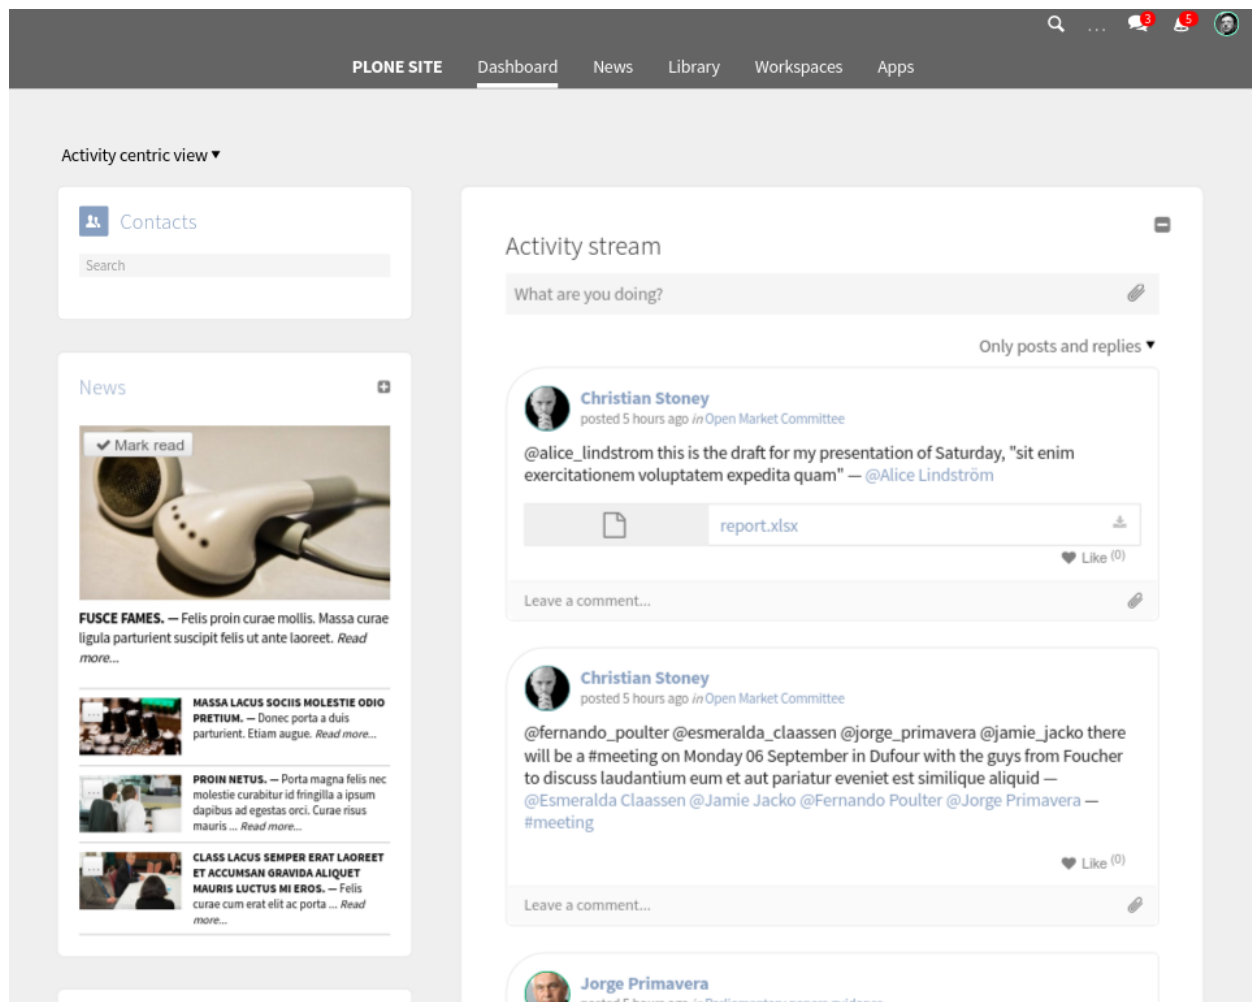 ... 3 5
PLONE SITE Dashboard News Library Workspaces Apps
Activity centric view
Contacts
Search
News
Mark read
FUSCE FAMES. — Felis proin curae mollis. Massa curae
ligula parturient suscipit felis ut ante laoreet. Read
more...
MASSA LACUS SOCIIS MOLESTIE ODIO
PRETIUM. — Donec porta a duis
parturient. Etiam augue. Read more...
PROIN NETUS. — Porta magna felis nec
molestie curabitur id fringilla a ipsum
dapibus ad egestas orci. Curae risus
mauris ... Read more...
CLASS LACUS SEMPER ERAT LAOREET
ET ACCUMSAN GRAVIDA ALIQUET
MAURIS LUCTUS MI EROS. — Felis
curae cum erat elit ac porta ... Read
more...
Activity stream
What are you doing?
Only posts and replies
Christian Stoney
posted 5 hours ago in Open Market Committee
@alice_lindstrom this is the draft for my presentation of Saturday, "sit enim
exercitationem voluptatem expedita quam" — @Alice Lindström
report.xlsx
Like (0)
Leave a comment...
Christian Stoney
posted 5 hours ago in Open Market Committee
@fernando_poulter @esmeralda_claassen @jorge_primavera @jamie_jacko there
will be a #meeting on Monday 06 September in Dufour with the guys from Foucher
to discuss laudantium eum et aut pariatur eveniet est similique aliquid —
@Esmeralda Claassen @Jamie Jacko @Fernando Poulter @Jorge Primavera —
#meeting
Like (0)
Leave a comment...
Jorge Primavera
posted 5 hours ago in Parliamentary papers guidance